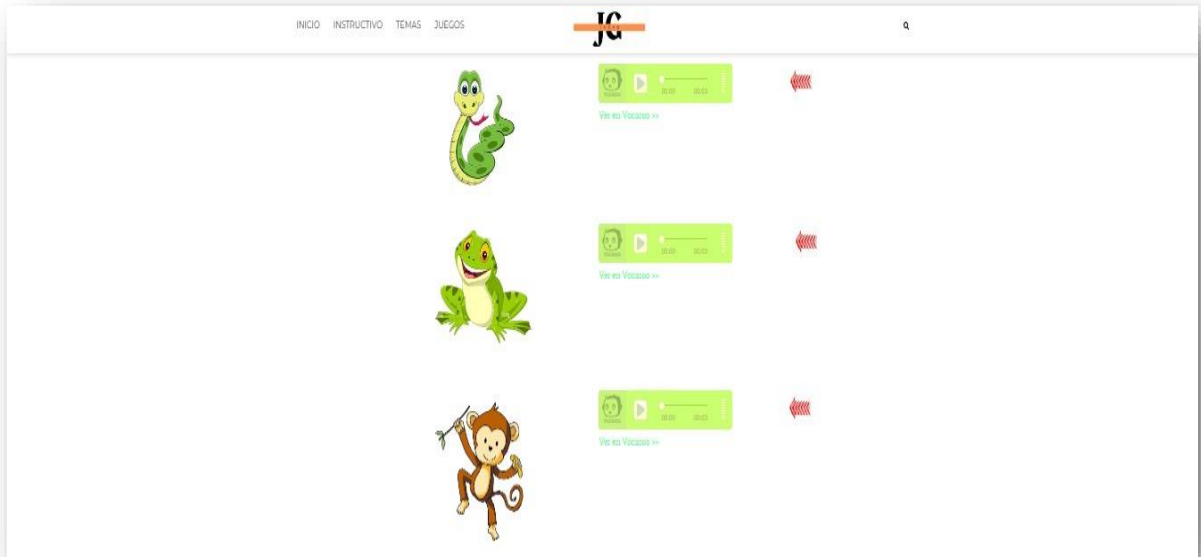 INICIO INSTRUCTIVO TEMAS JUEGOS
JG
00:00 00:03
Ver en Vocaroo >>
00:00 00:03
Ver en Vocaroo >>
00:00 00:03
Ver en Vocaroo >>